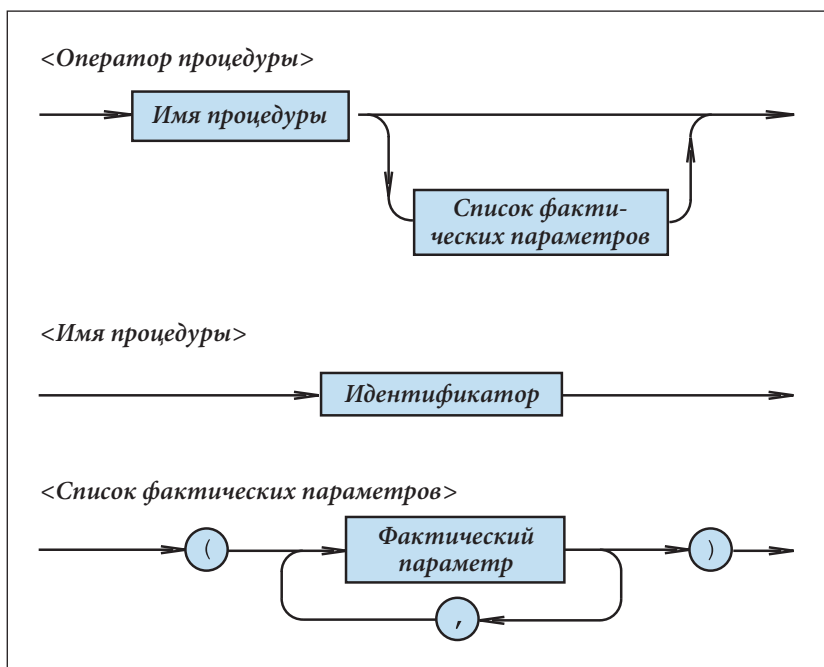 <Оператор процедуры>
Имя процедуры
Список факти-
ческих параметров
<Имя процедуры>
Идентификатор
<Список фактических параметров>
(
Фактический
параметр
)
,